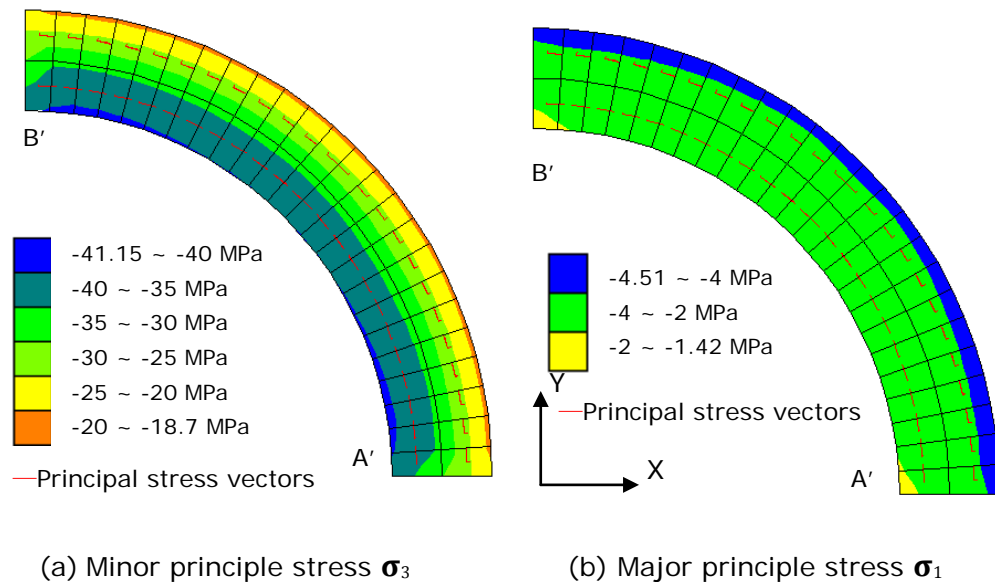 B′
-41.15 ~ -40 MPa
-40 ~ -35 MPa
-35 ~ -30 MPa
-30 ~ -25 MPa
-25 ~ -20 MPa
-20 ~ -18.7 MPa
A′
Principal stress vectors
(a) Minor principle stress σ3
B′
-4.51 ~ -4 MPa
-4 ~ -2 MPa
-2 ~ -1.42 MPa
Y
Principal stress vectors
X
A′
(b) Major principle stress σ1